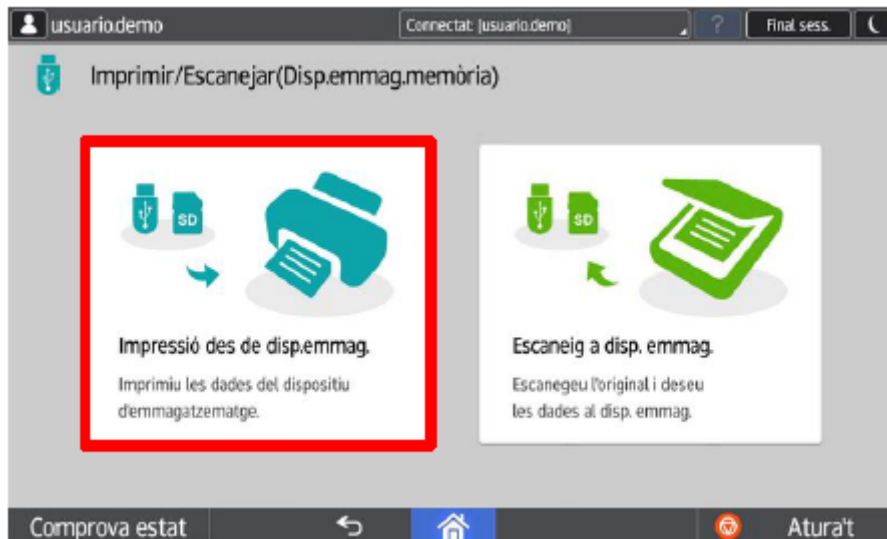 usuario.demo
Connectat: [usuario.demo]
?
Final sess.
Imprimir/Escanejar(Disp.emmag.memòria)
SD
Impressió des de disp.emmag.
Imprimiu les dades del dispositiu
d'emmagatzematge.
SD
Escaneig a disp. emmag.
Escanegeu l'original i deseu
les dades al disp. emmag.
Comprova estat
Atura't